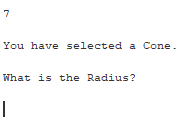 7
You have selected a Cone.
What is the Radius?